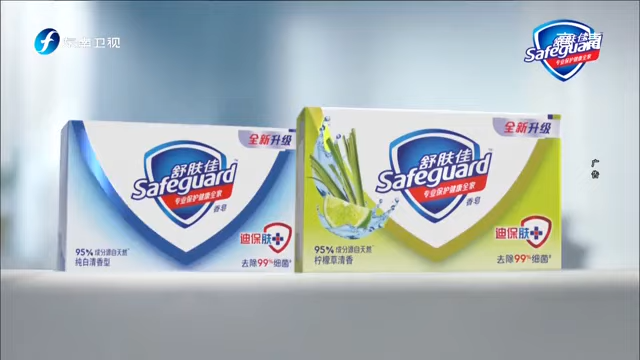 舒肤佳
Safeguard
专业保护健康全家
广告
全新升级
舒肤佳
Safeguard
专业保护健康全家
香皂
迪保肤
95%成分源自天然
纯白清香型
去除99%细菌
全新升级
舒肤佳
Safeguard
专业保护健康全家
香皂
迪保肤
95%成分源自天然
柠檬草清香
去除99%细菌